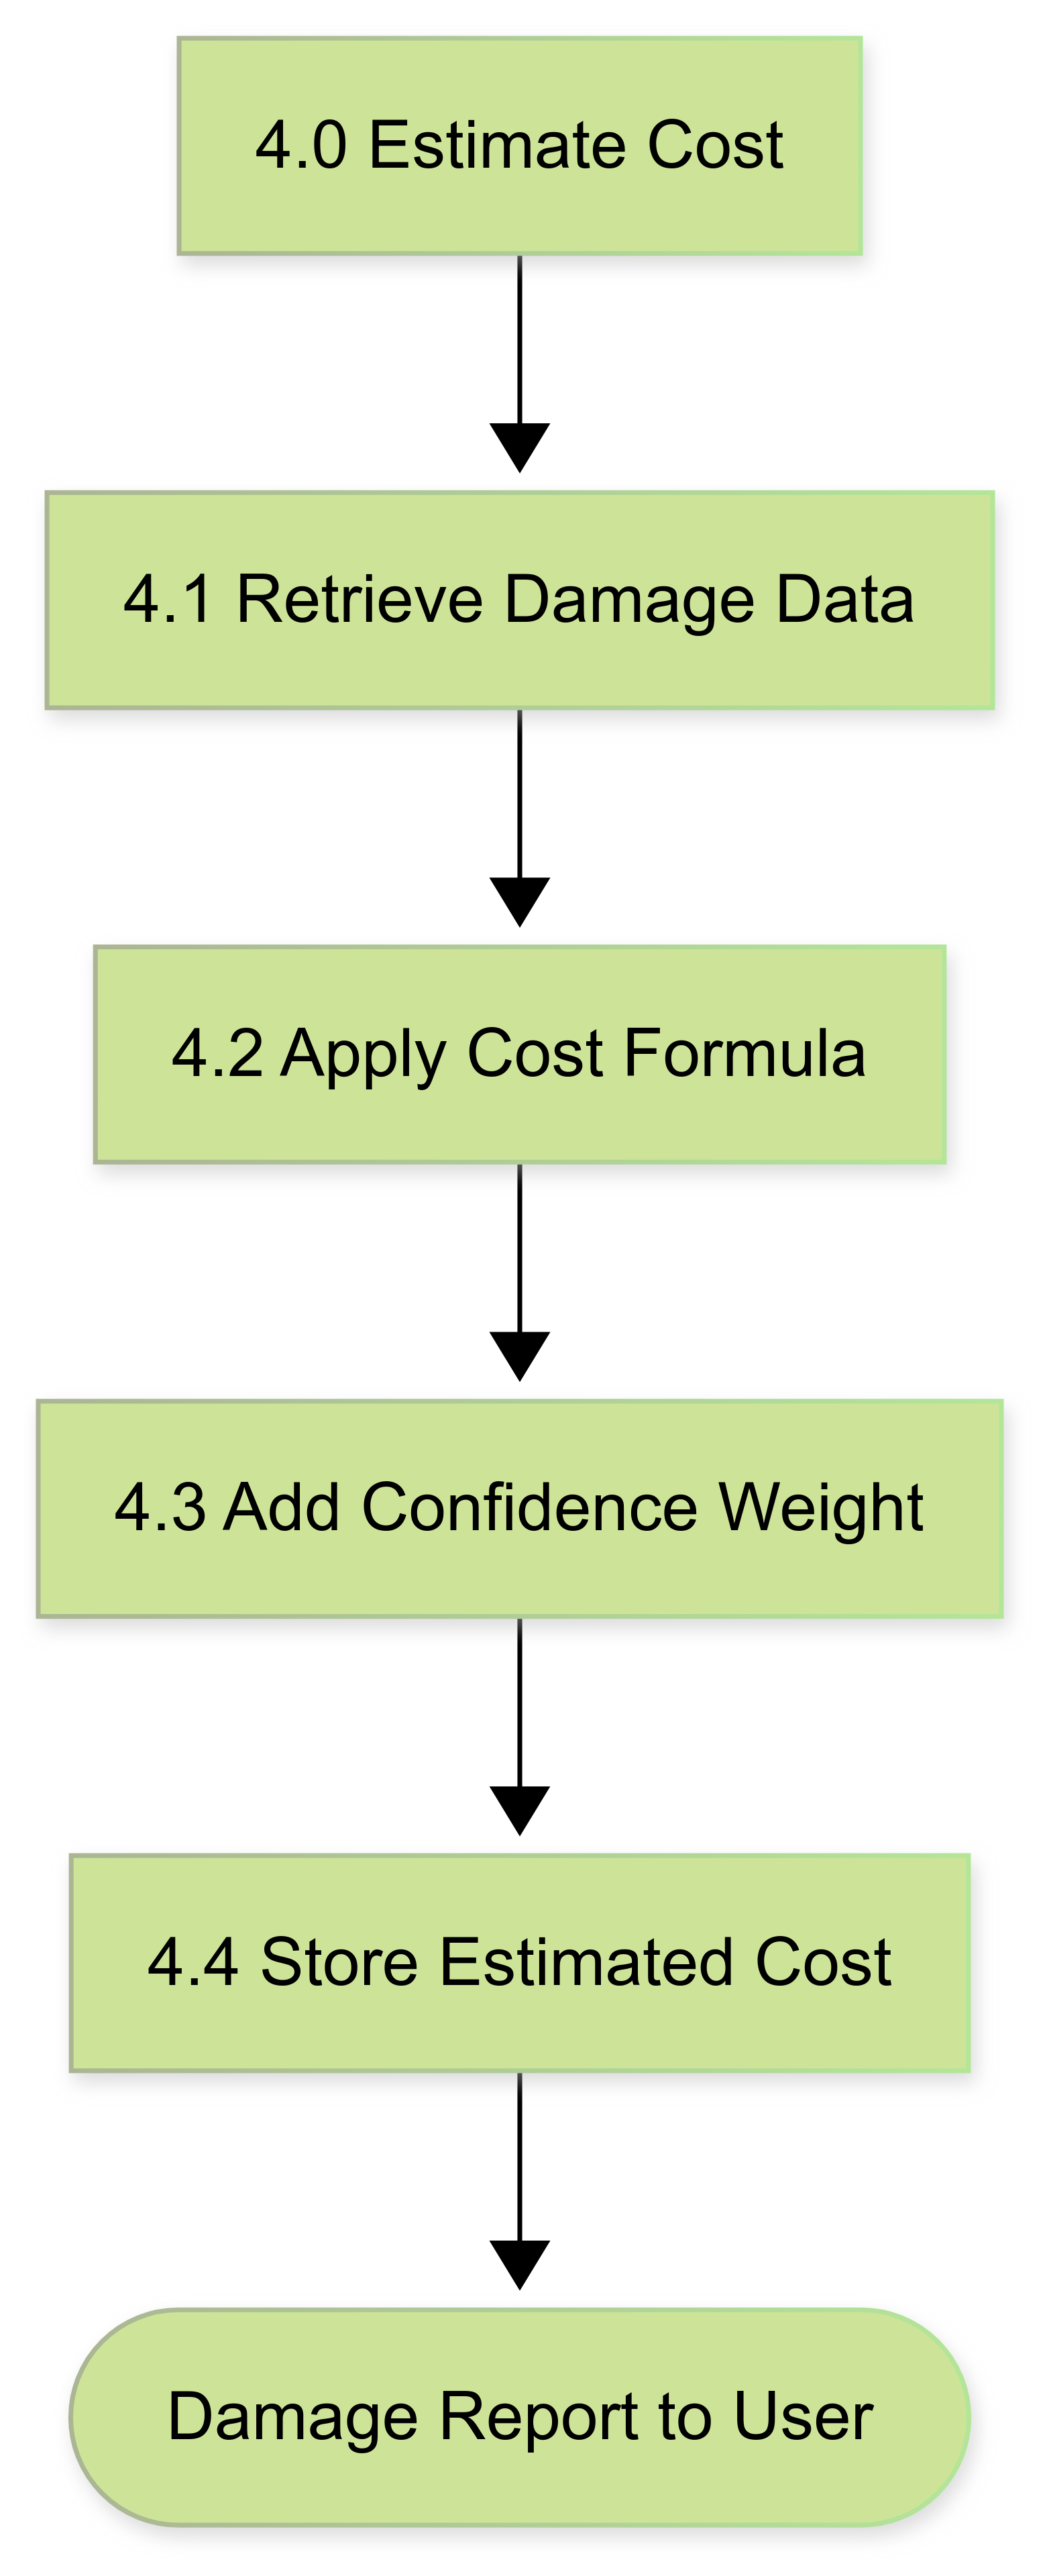 4.0 Estimate Cost
4.1 Retrieve Damage Data
4.2 Apply Cost Formula
4.3 Add Confidence Weight
4.4 Store Estimated Cost
Damage Report to User